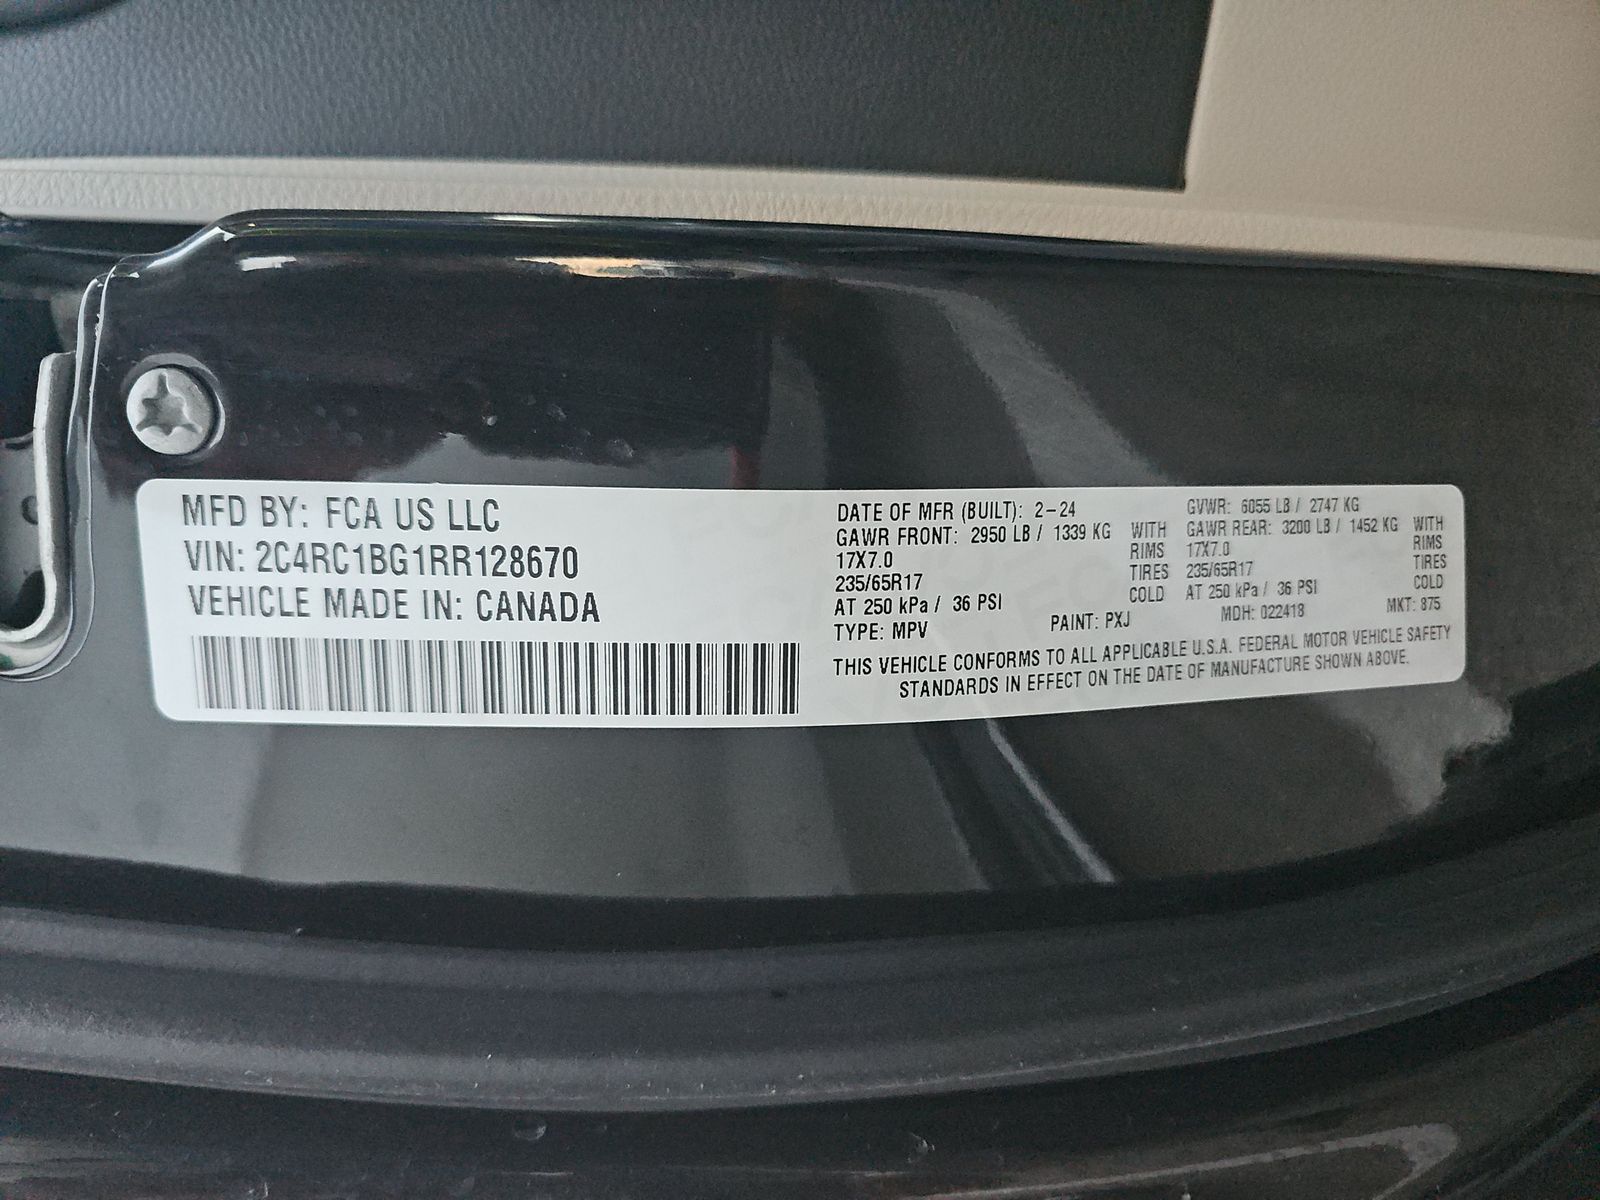 MFD BY: FCA US LLC
VIN: 2C4RC1BG1RR128670
VEHICLE MADE IN: CANADA
DATE OF MFR (BUILT): 2-24 GVWR: 6055 LB / 2747 KG
GAWR FRONT: 2950 LB / 1339 KG WITH GAWR REAR: 3200 LB / 1452 KG WITH
17X7.0 RIMS 17X7.0 RIMS
235/65R17 TIRES 235/65R17 TIRES
AT 250 kPa / 36 PSI COLD AT 250 kPa / 36 PSI COLD
TYPE: MPV PAINT: PXJ MDH: 022418 MKT: 875
THIS VEHICLE CONFORMS TO ALL APPLICABLE U.S.A. FEDERAL MOTOR VEHICLE SAFETY
STANDARDS IN EFFECT ON THE DATE OF MANUFACTURE SHOWN ABOVE.